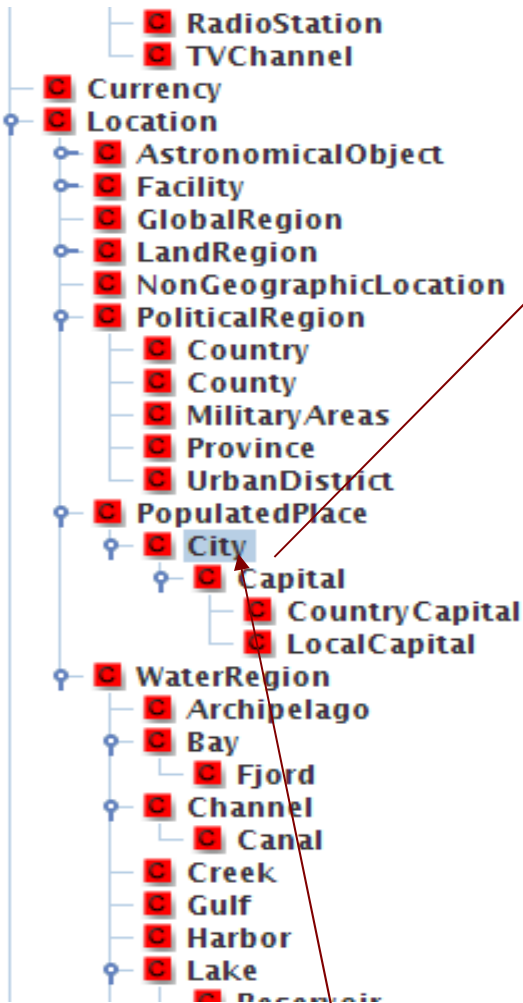 C RadioStation
C TVChannel
C Currency
C Location
C AstronomicalObject
C Facility
C GlobalRegion
C LandRegion
C NonGeographicLocation
C PoliticalRegion
C Country
C County
C MilitaryAreas
C Province
C UrbanDistrict
C PopulatedPlace
C City
C Capital
C CountryCapital
C LocalCapital
C WaterRegion
C Archipelago
C Bay
C Fjord
C Channel
C Canal
C Creek
C Gulf
C Harbor
C Lake
C Reservoir